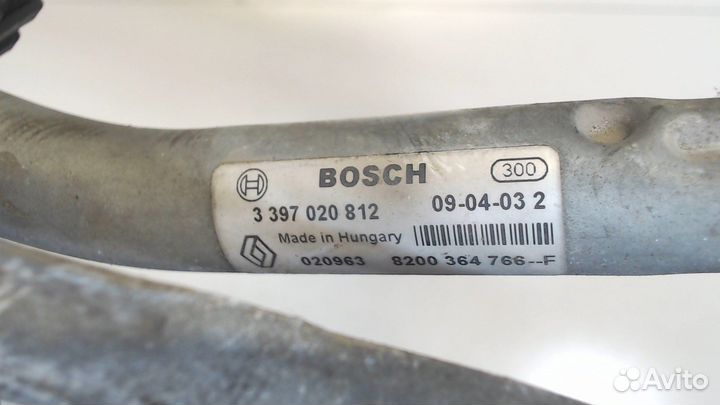 BOSCH 300
3 397 020 812 09-04-03 2
Made in Hungary
020963 8200 364 766--F
Avito